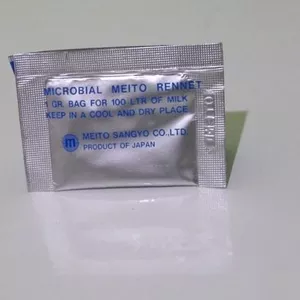 MICROBIAL MEITO RENNET
1 GR. BAG FOR 100 LTR OF MILK
KEEP IN A COOL AND DRY PLACE
m MEITO SANGYO CO.,LTD.
PRODUCT OF JAPAN
MEITO